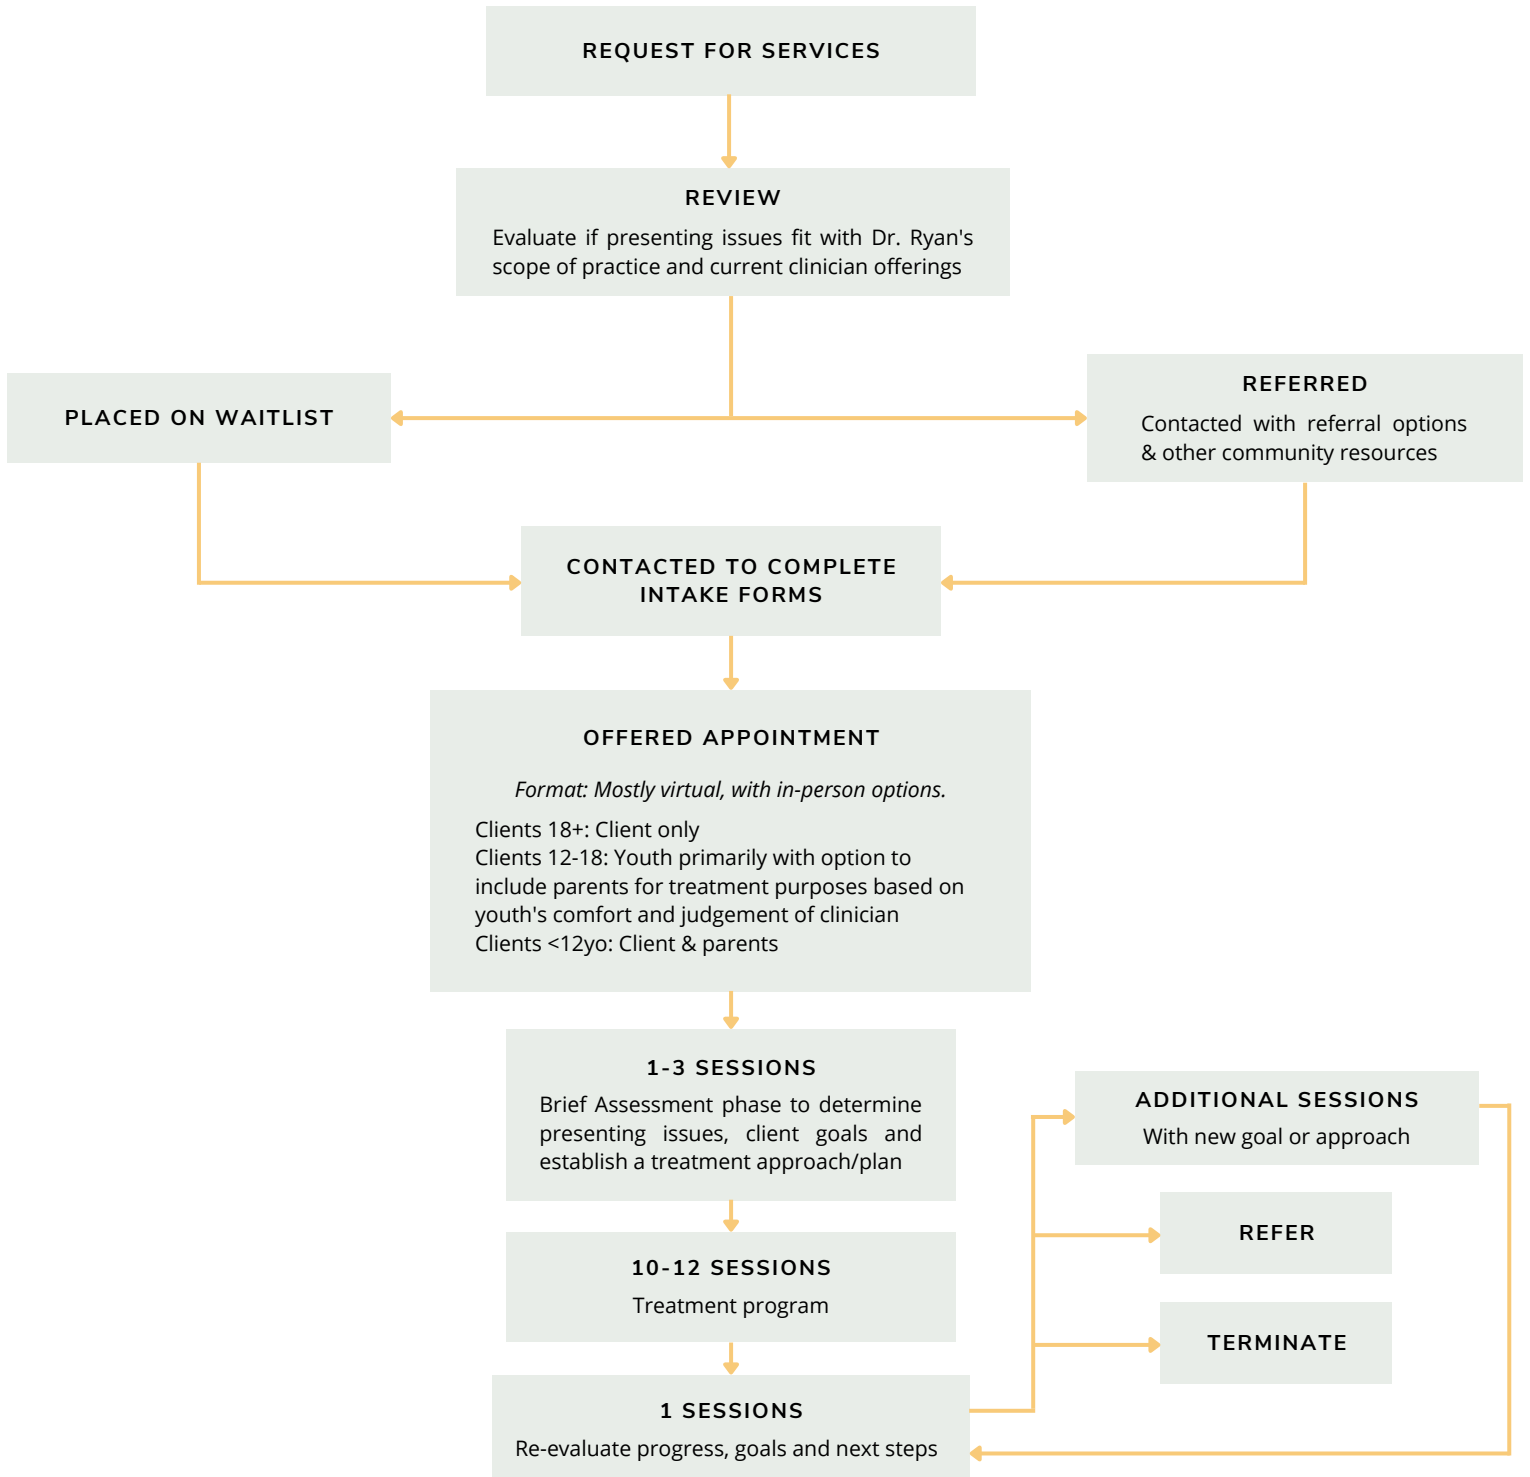 REQUEST FOR SERVICES
REVIEW
Evaluate if presenting issues fit with Dr. Ryan's
scope of practice and current clinician offerings
PLACED ON WAITLIST
REFERRED
Contacted with referral options
& other community resources
CONTACTED TO COMPLETE
INTAKE FORMS
OFFERED APPOINTMENT
Format: Mostly virtual, with in-person options.
Clients 18+: Client only
Clients 12-18: Youth primarily with option to
include parents for treatment purposes based on
youth's comfort and judgement of clinician
Clients <12yo: Client & parents
1-3 SESSIONS
Brief Assessment phase to determine
presenting issues, client goals and
establish a treatment approach/plan
10-12 SESSIONS
Treatment program
1 SESSIONS
Re-evaluate progress, goals and next steps
ADDITIONAL SESSIONS
With new goal or approach
REFER
TERMINATE